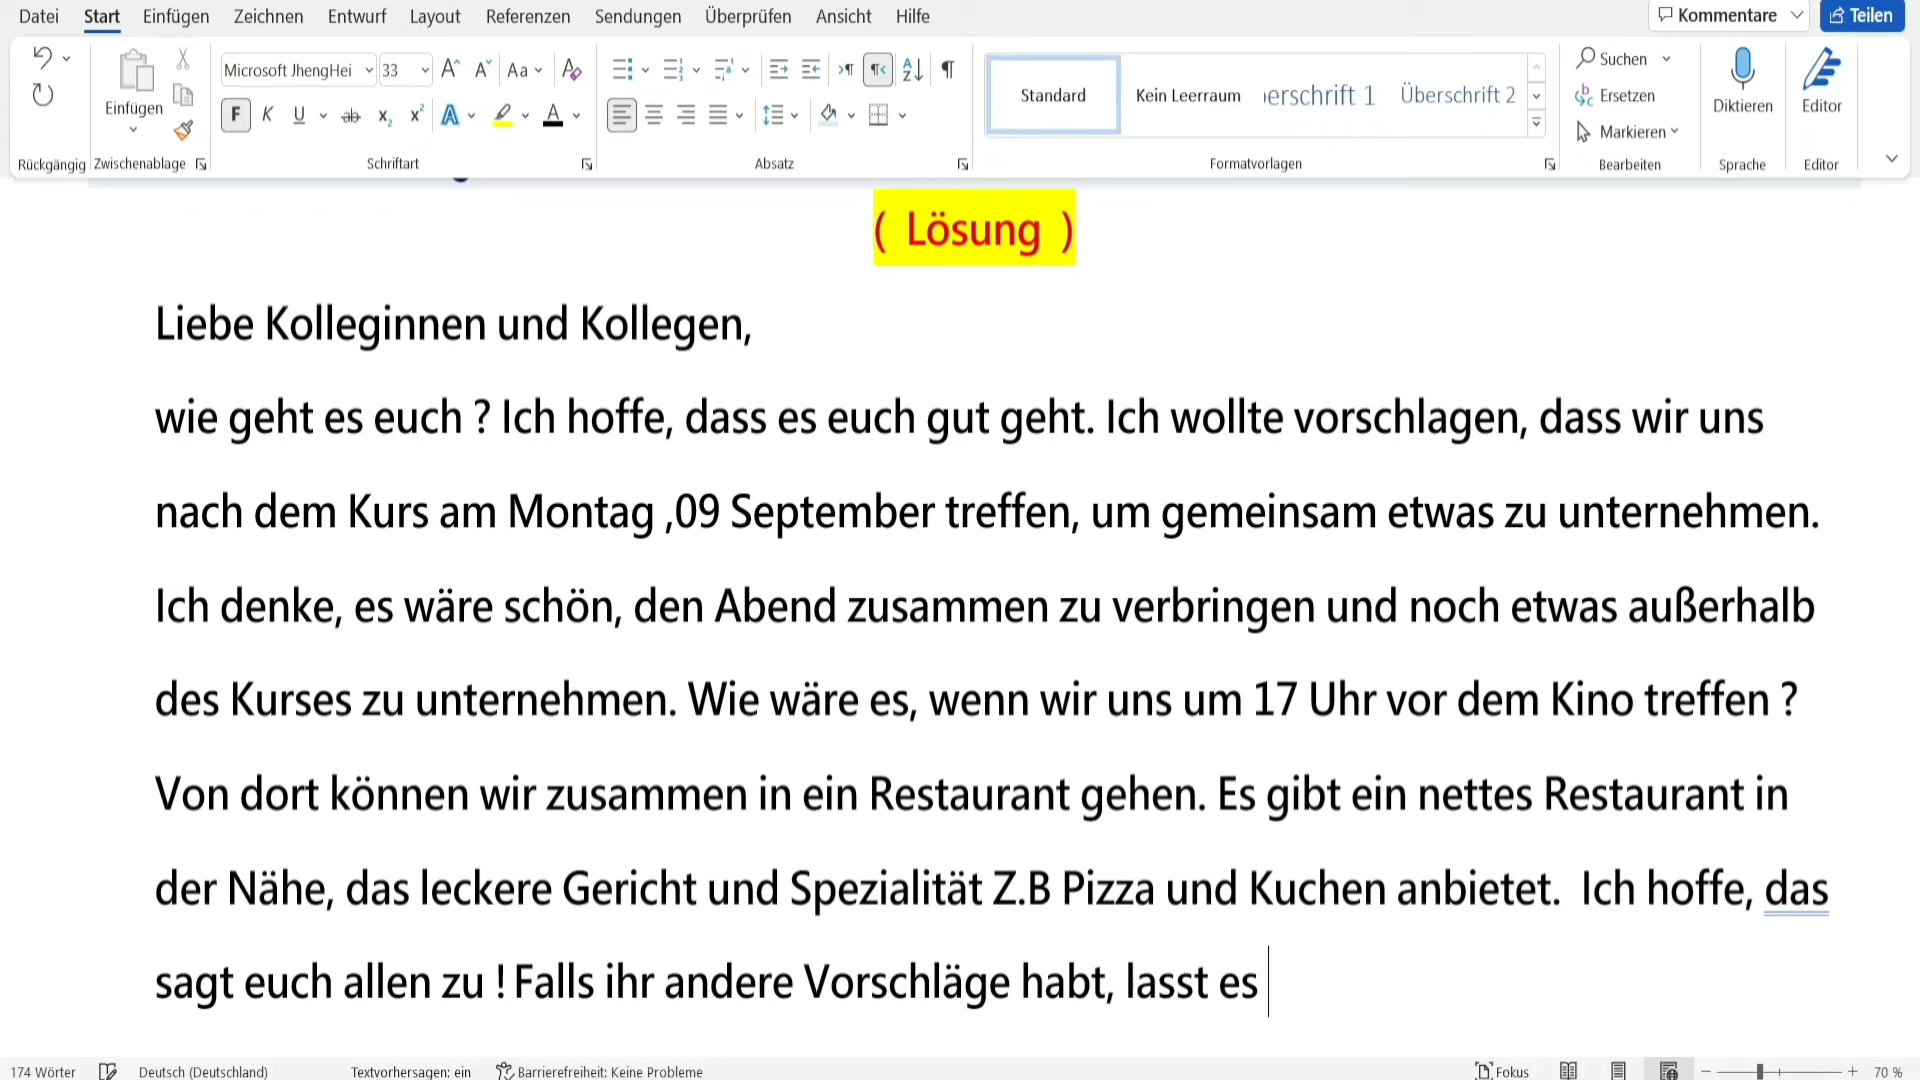 Datei Start Einfügen Zeichnen Entwurf Layout Referenzen Sendungen Überprüfen Ansicht Hilfe Kommentare Teilen
Microsoft JhengHei 33 Aa
Einfügen
F K U ab x₂ x² A A
Standard Kein Leerraum erschrift 1 Überschrift 2
Suchen
Ersetzen
Markieren
Diktieren Editor
Rückgängig Zwischenablage Schriftart Absatz Formatvorlagen Bearbeiten Sprache Editor
( Lösung )
Liebe Kolleginnen und Kollegen,
wie geht es euch ? Ich hoffe, dass es euch gut geht. Ich wollte vorschlagen, dass wir uns
nach dem Kurs am Montag ,09 September treffen, um gemeinsam etwas zu unternehmen.
Ich denke, es wäre schön, den Abend zusammen zu verbringen und noch etwas außerhalb
des Kurses zu unternehmen. Wie wäre es, wenn wir uns um 17 Uhr vor dem Kino treffen ?
Von dort können wir zusammen in ein Restaurant gehen. Es gibt ein nettes Restaurant in
der Nähe, das leckere Gericht und Spezialität Z.B Pizza und Kuchen anbietet. Ich hoffe, das
sagt euch allen zu ! Falls ihr andere Vorschläge habt, lasst es
174 Wörter Deutsch (Deutschland) Textvorhersagen: ein Barrierefreiheit: Keine Probleme Fokus 70 %